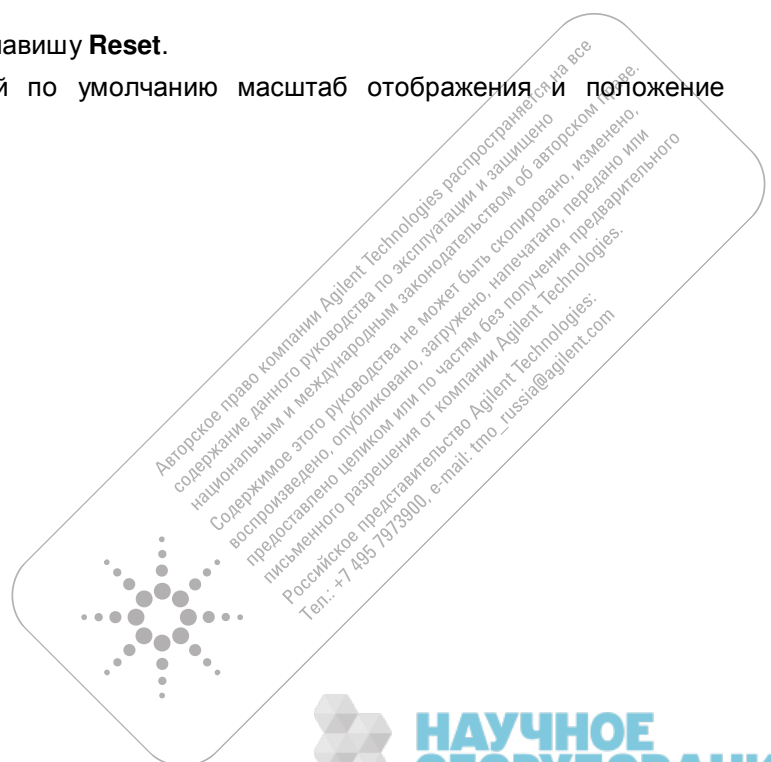 лавишу Reset.
й по умолчанию масштаб отображения и положение
Авторское право компании Agilent Technologies распространяется на все
содержание данного руководства по эксплуатации и защищено
национальным и международным законодательством об авторском праве.
Содержимое этого руководства не может быть скопировано, изменено,
воспроизведено, опубликовано, загружено, напечатано, передано или
предоставлено целиком или по частям без получения предварительного
письменного разрешения от компании Agilent Technologies.
Российское представительство Agilent Technologies:
Тел.: +7 495 7973900, e-mail: tmo_russia@agilent.com
НАУЧНОЕ